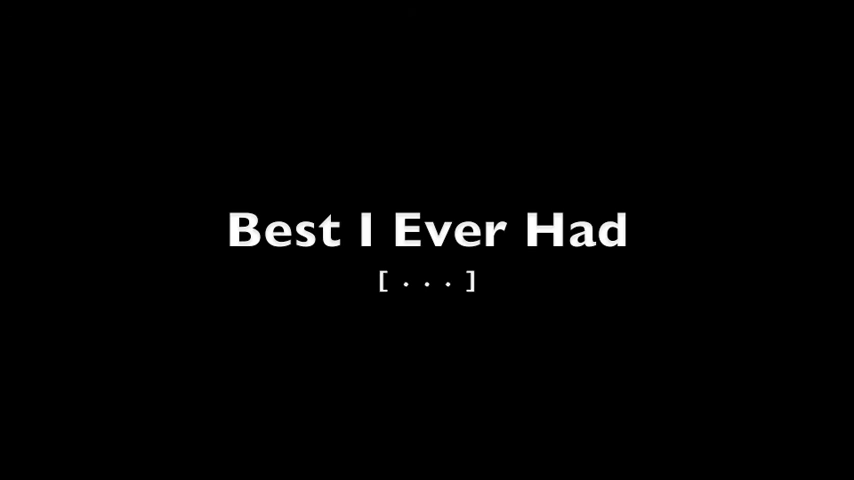 Best I Ever Had
[ . . . ]